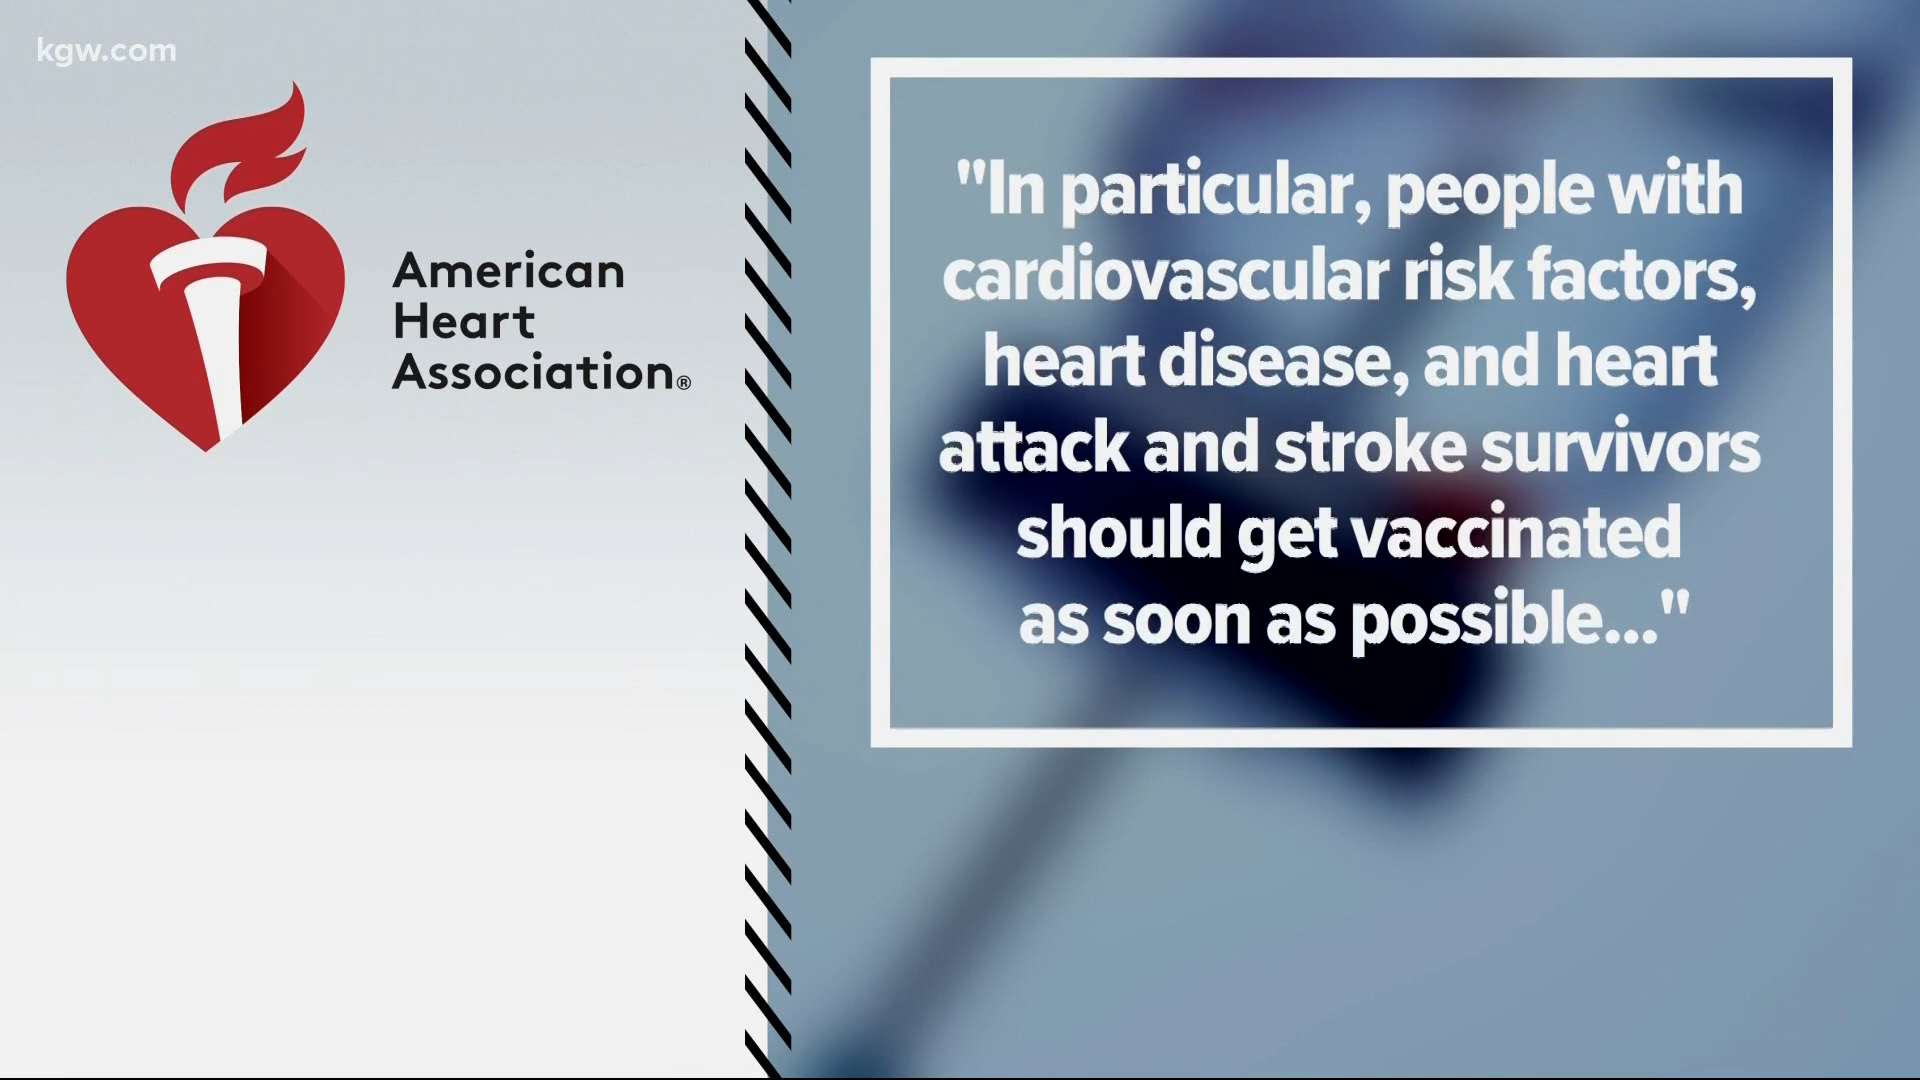 kgw.com
American
Heart
Association®
"In particular, people with
cardiovascular risk factors,
heart disease, and heart
attack and stroke survivors
should get vaccinated
as soon as possible..."